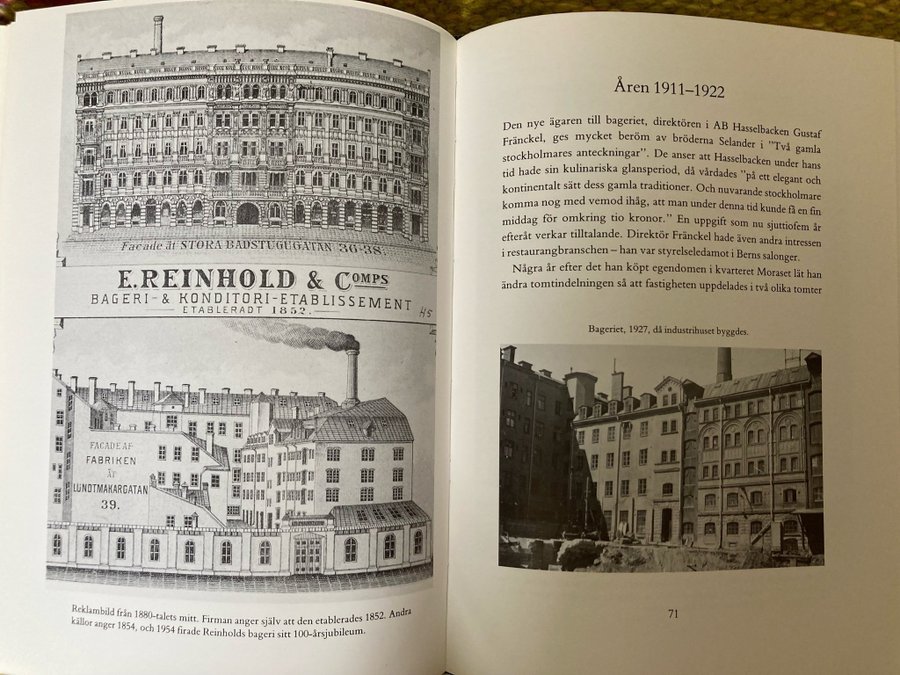 Facade åt STORA BADSTUGUGATAN 36-38.
E. REINHOLD & COMPS
BAGERI- & KONDITORI-ETABLISSEMENT
ETABLERADT 1852.
HS
FACADE AF
FABRIKEN
ÅT
LUNDTMAKARGATAN
39.
Reklambild från 1880-talets mitt. Firman anger själv att den etablerades 1852. Andra
källor anger 1854, och 1954 firade Reinholds bageri sitt 100-årsjubileum.
Åren 1911–1922
Den nye ägaren till bageriet, direktören i AB Hasselbacken Gustaf
Fränckel, ges mycket beröm av bröderna Selander i ”Två gamla
stockholmares anteckningar”. De anser att Hasselbacken under hans
tid hade sin kulinariska glansperiod, då vårdades ”på ett elegant och
kontinentalt sätt dess gamla traditioner. Och nuvarande stockholmare
komma nog med vemod ihåg, att man under denna tid kunde få en fin
middag för omkring tio kronor.” En uppgift som nu sjuttiofem år
efteråt verkar tilltalande. Direktör Fränckel hade även andra intressen
i restaurangbranschen – han var styrelseledamot i Berns salonger.
Några år efter det han köpt egendomen i kvarteret Moraset lät han
ändra tomtindelningen så att fastigheten uppdelades i två olika tomter
Bageriet, 1927, då industrihuset byggdes.
71